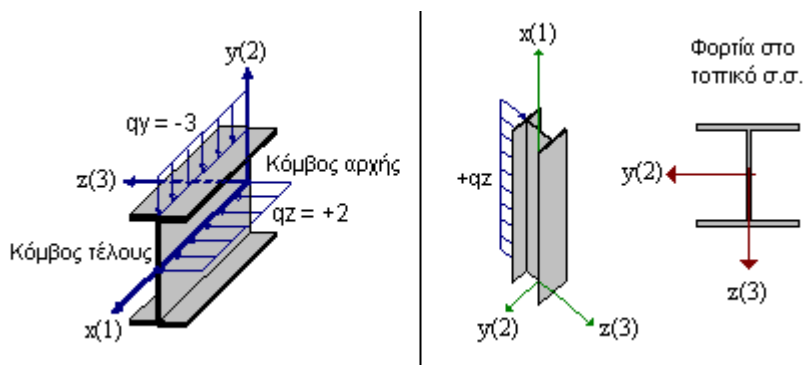 y(2)
qy = -3
z(3)
Κόμβος αρχής
qz = +2
Κόμβος τέλους
x(1)
x(1)
+qz
y(2)
z(3)
Φορτία στο
τοπικό σ.σ.
y(2)
z(3)